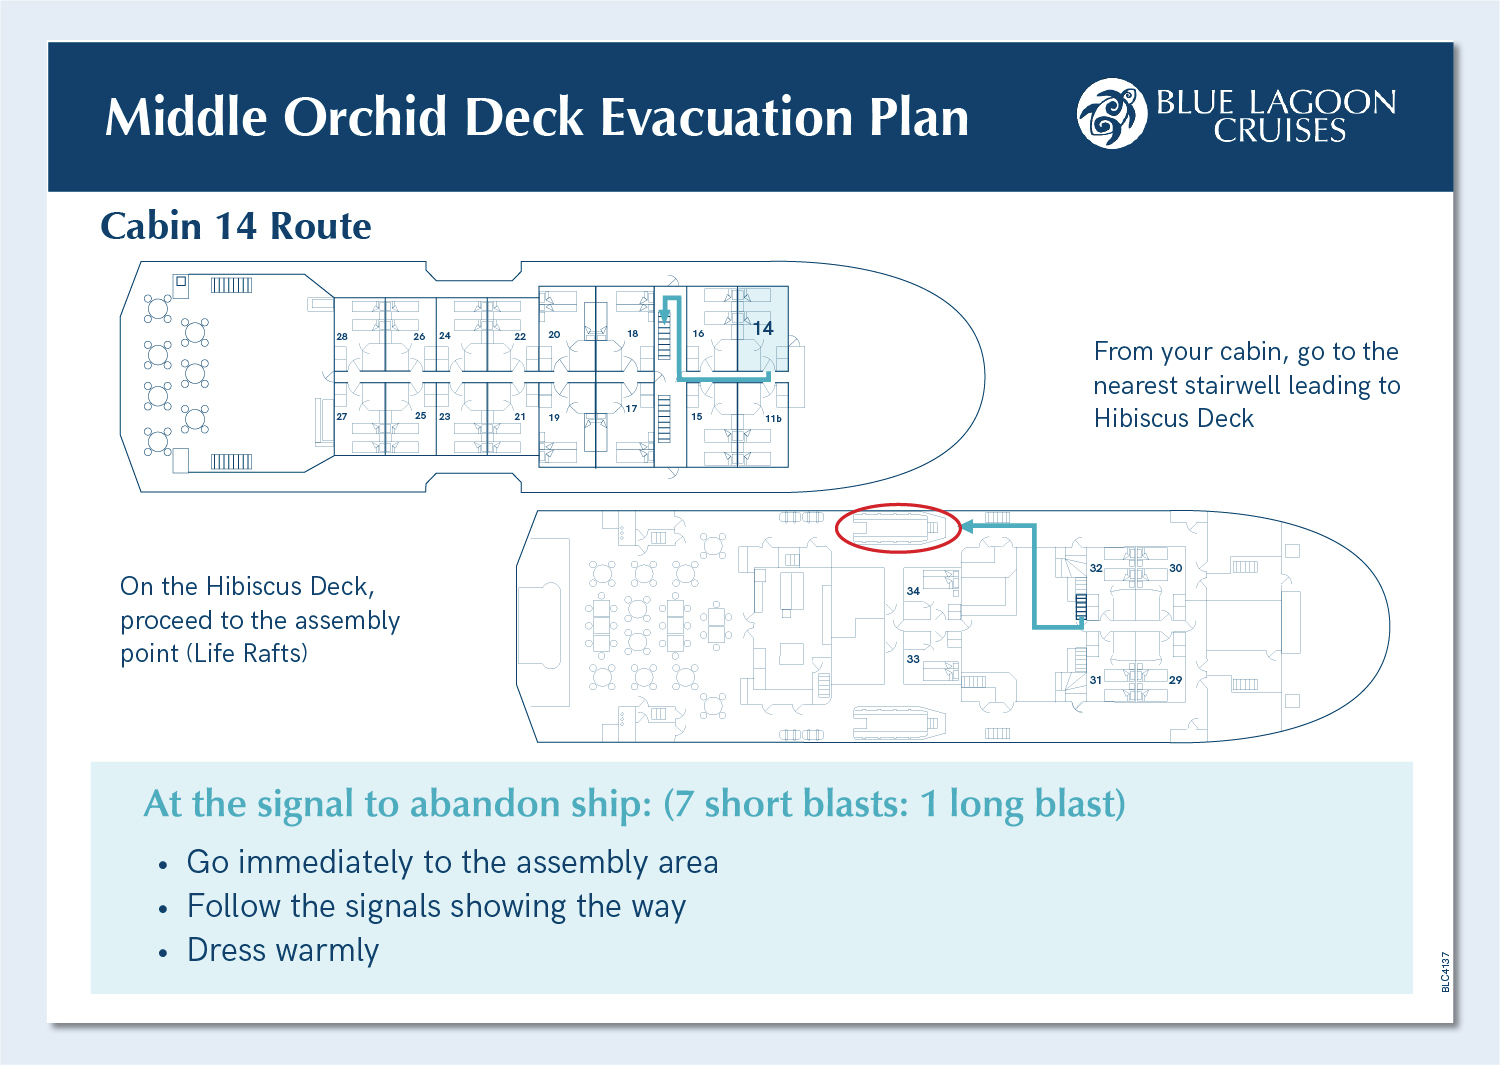 Middle Orchid Deck Evacuation Plan
BLUE LAGOON
CRUISES
Cabin 14 Route
28
26
24
22
20
18
16
14
27
25
23
21
19
17
15
11b
From your cabin, go to the
nearest stairwell leading to
Hibiscus Deck
On the Hibiscus Deck,
proceed to the assembly
point (Life Rafts)
34
32
30
33
31
29
At the signal to abandon ship: (7 short blasts: 1 long blast)
• Go immediately to the assembly area
• Follow the signals showing the way
• Dress warmly
BLC4137